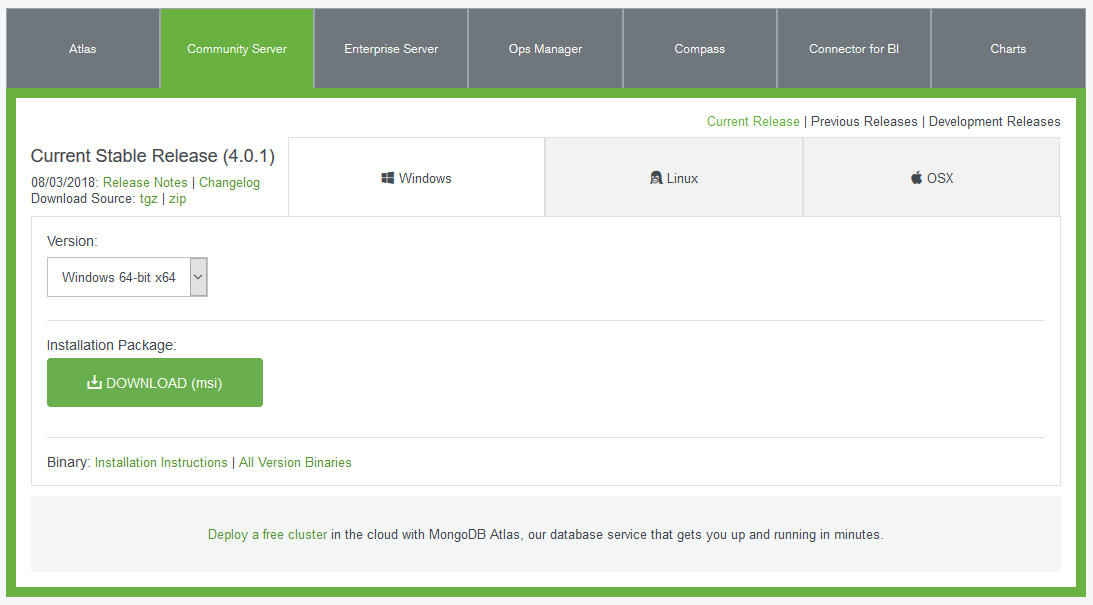 Atlas
Community Server
Enterprise Server
Ops Manager
Compass
Connector for BI
Charts
Current Release | Previous Releases | Development Releases
Current Stable Release (4.0.1)
08/03/2018: Release Notes | Changelog
Download Source: tgz | zip
Windows
Linux
OSX
Version:
Windows 64-bit x64
Installation Package:
DOWNLOAD (msi)
Binary: Installation Instructions | All Version Binaries
Deploy a free cluster in the cloud with MongoDB Atlas, our database service that gets you up and running in minutes.